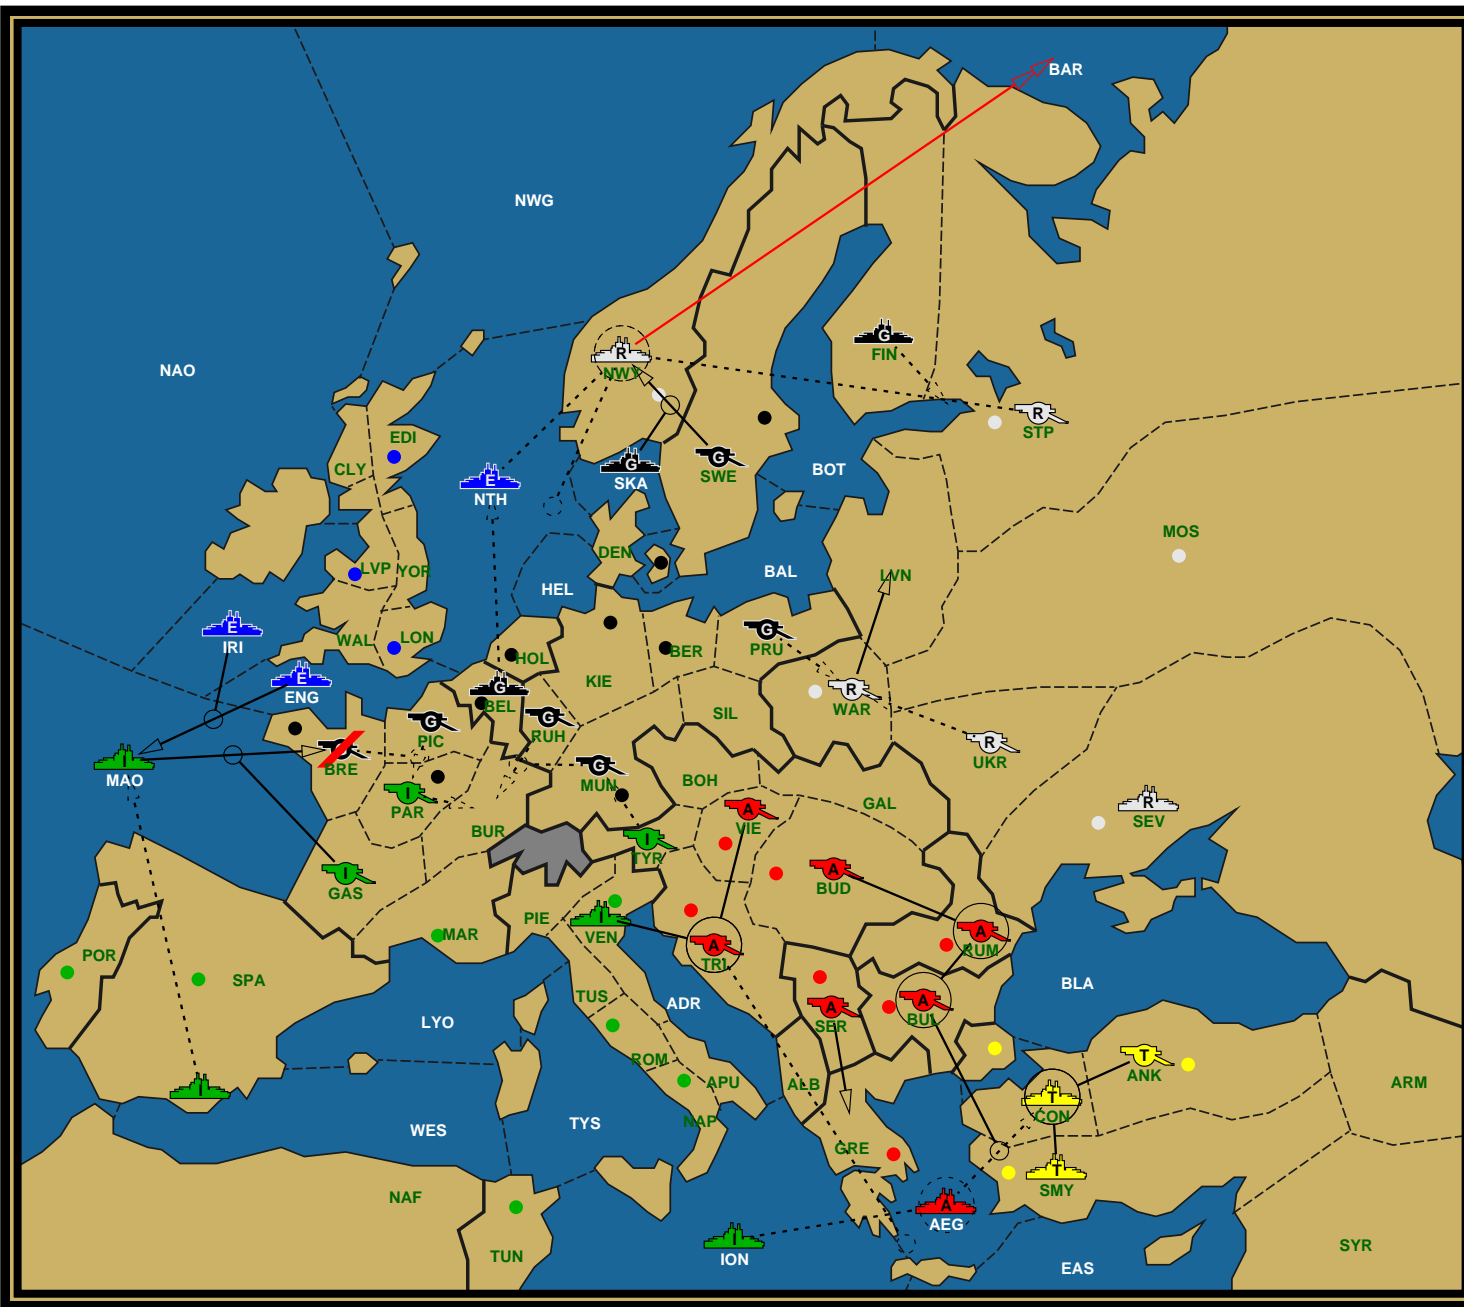 BAR
NWG
G
FIN
R
NWY
NAO
R
STP
EDI
CLY
G
SKA
G
SWE
BOT
E
NTH
MOS
DEN
LVP
YOR
HEL
BAL
LVN
E
IRI
WAL
LON
G
PRU
HOL
BER
KIE
E
ENG
G
BEL
R
WAR
G
PIC
G
RUH
SIL
R
UKR
I
MAO
BRE
G
MUN
BOH
I
PAR
A
VIE
GAL
R
SEV
BUR
I
TYR
I
GAS
A
BUD
PIE
I
VEN
MAR
A
TRI
A
RUM
POR
SPA
BLA
TUS
ADR
A
SER
A
BUL
LYO
ROM
APU
ALB
T
ANK
ARM
I
T
CON
WES
TYS
NAP
GRE
T
SMY
NAF
A
AEG
I
ION
TUN
EAS
SYR